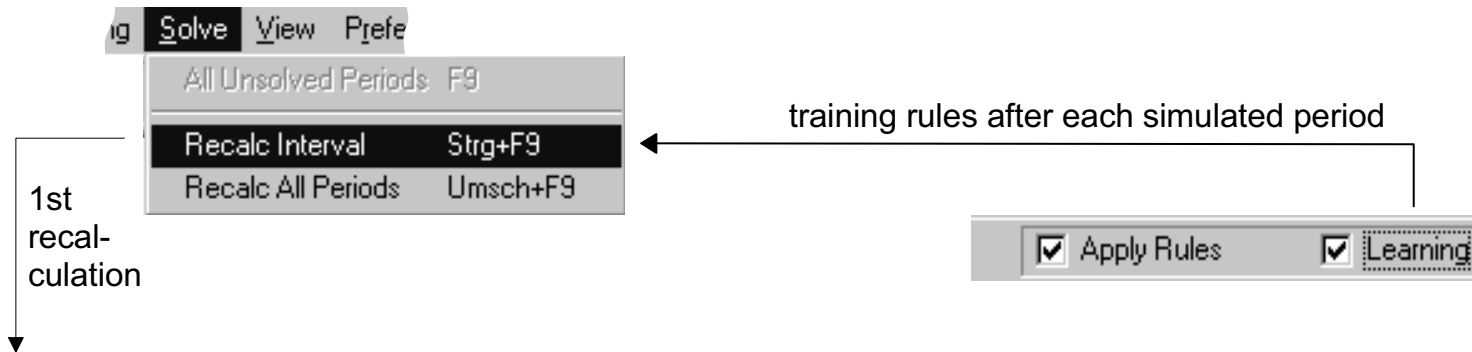 Solve View
All Unsolved Periods F9
training rules after each simulated period
Recalc Interval Strg+F9
Recalc All Periods Umsch+F9
1st
recal-
culation
Apply Rules Learning